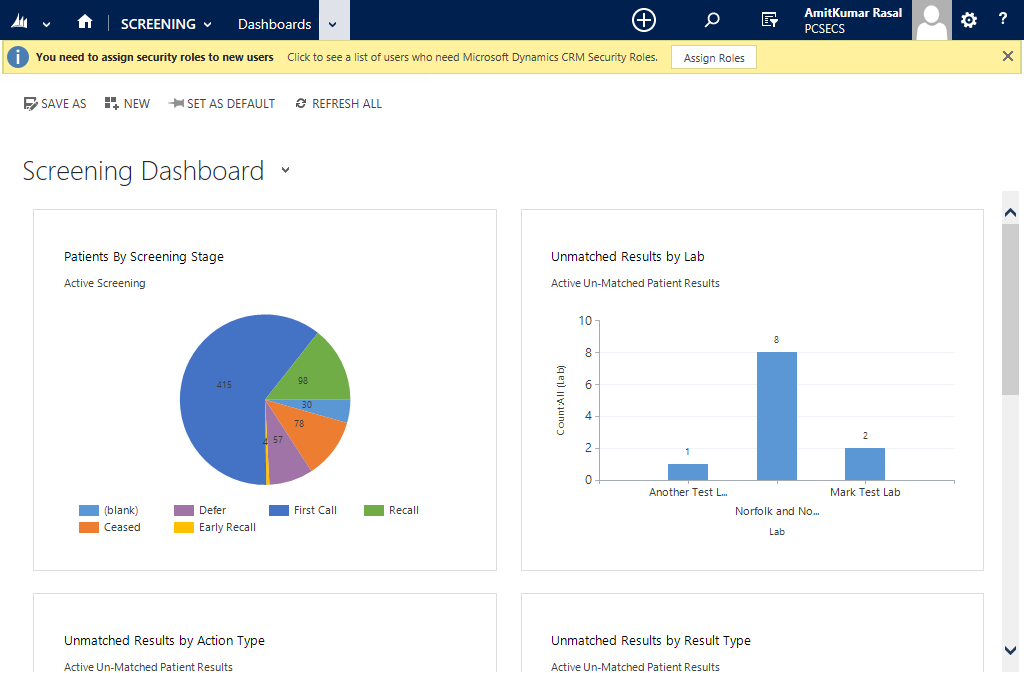 SCREENING Dashboards AmitKumar Rasal
PCSECS
?
i You need to assign security roles to new users Click to see a list of users who need Microsoft Dynamics CRM Security Roles. Assign Roles
SAVE AS NEW SET AS DEFAULT REFRESH ALL
Screening Dashboard
Patients By Screening Stage
Active Screening
415
98
30
78
57
4
(blank) Defer First Call Recall
Ceased Early Recall
Unmatched Results by Lab
Active Un-Matched Patient Results
Count:All (Lab)
10
8
6
4
2
0
1
8
2
Another Test L... Mark Test Lab
Norfolk and No...
Lab
Unmatched Results by Action Type
Active Un-Matched Patient Results
Unmatched Results by Result Type
Active Un-Matched Patient Results